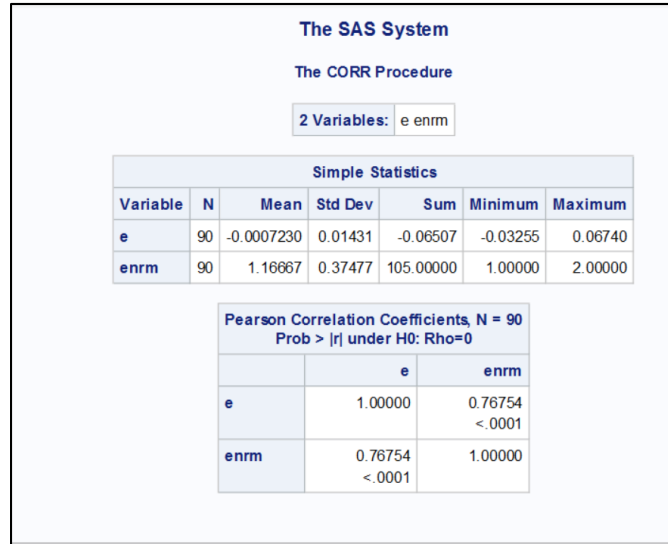 The SAS System
The CORR Procedure
2 Variables: e enrm
Simple Statistics
Variable N Mean Std Dev Sum Minimum Maximum
e 90 -0.0007230 0.01431 -0.06507 -0.03255 0.06740
enrm 90 1.16667 0.37477 105.00000 1.00000 2.00000
Pearson Correlation Coefficients, N = 90
Prob > |r| under H0: Rho=0
e enrm
e 1.00000 0.76754
<.0001
enrm 0.76754 1.00000
<.0001